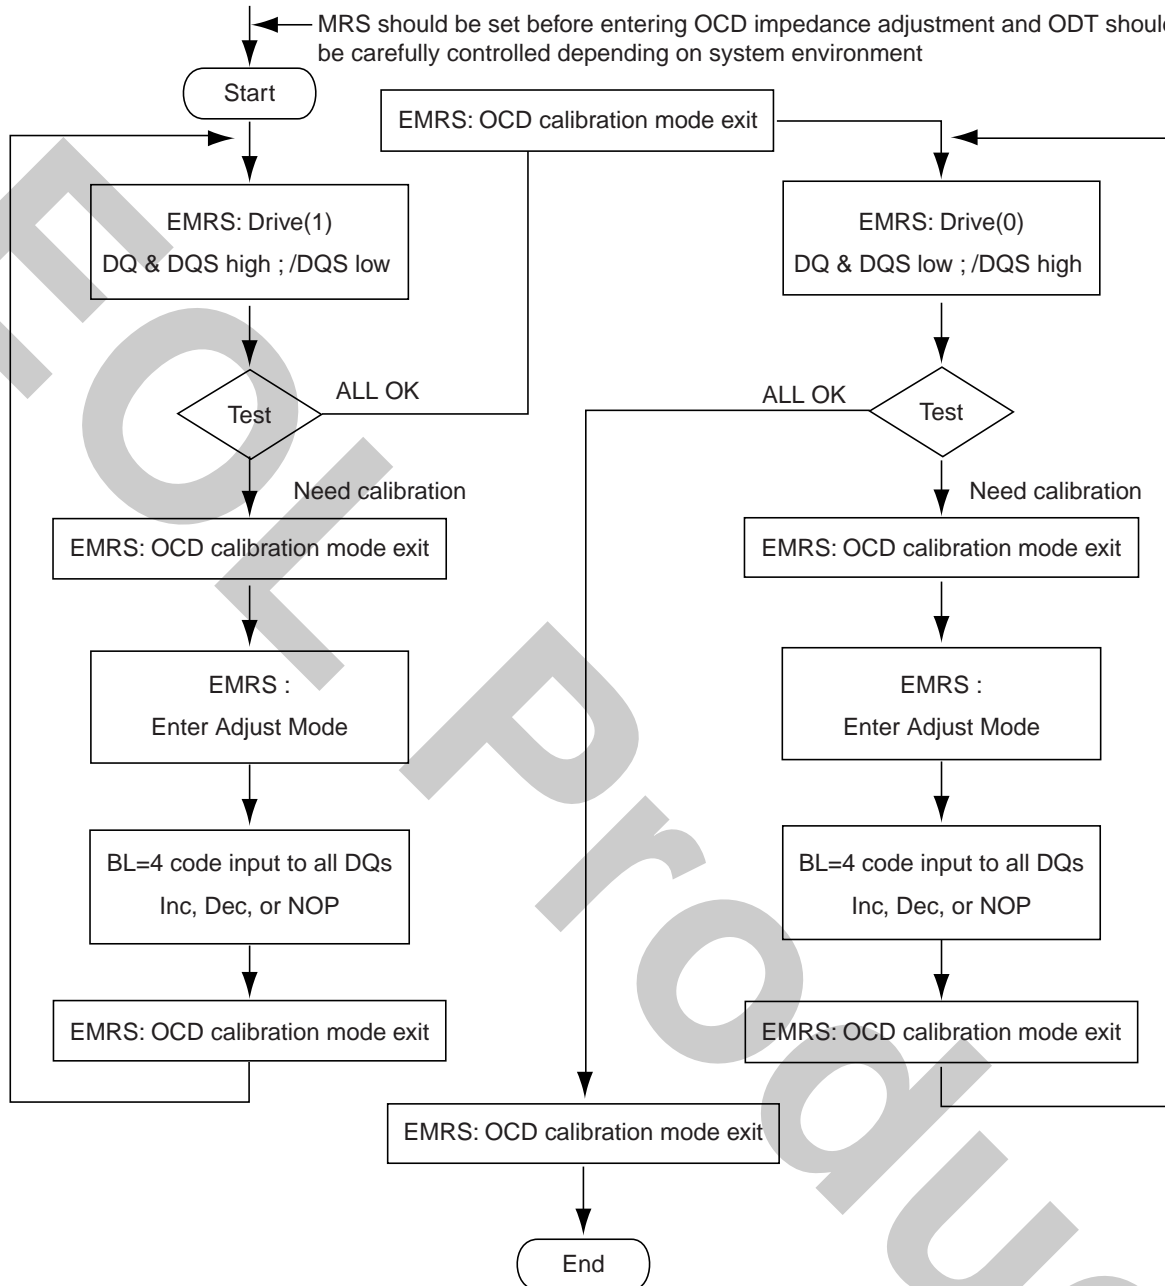 MRS should be set before entering OCD impedance adjustment and ODT should
be carefully controlled depending on system environment
Start
EMRS: OCD calibration mode exit
EMRS: Drive(1)
DQ & DQS high ; /DQS low
Test
ALL OK
Need calibration
EMRS: OCD calibration mode exit
EMRS :
Enter Adjust Mode
BL=4 code input to all DQs
Inc, Dec, or NOP
EMRS: OCD calibration mode exit
EMRS: Drive(0)
DQ & DQS low ; /DQS high
ALL OK
Test
Need calibration
EMRS: OCD calibration mode exit
EMRS :
Enter Adjust Mode
BL=4 code input to all DQs
Inc, Dec, or NOP
EMRS: OCD calibration mode exit
EMRS: OCD calibration mode exit
End
EOL Produ